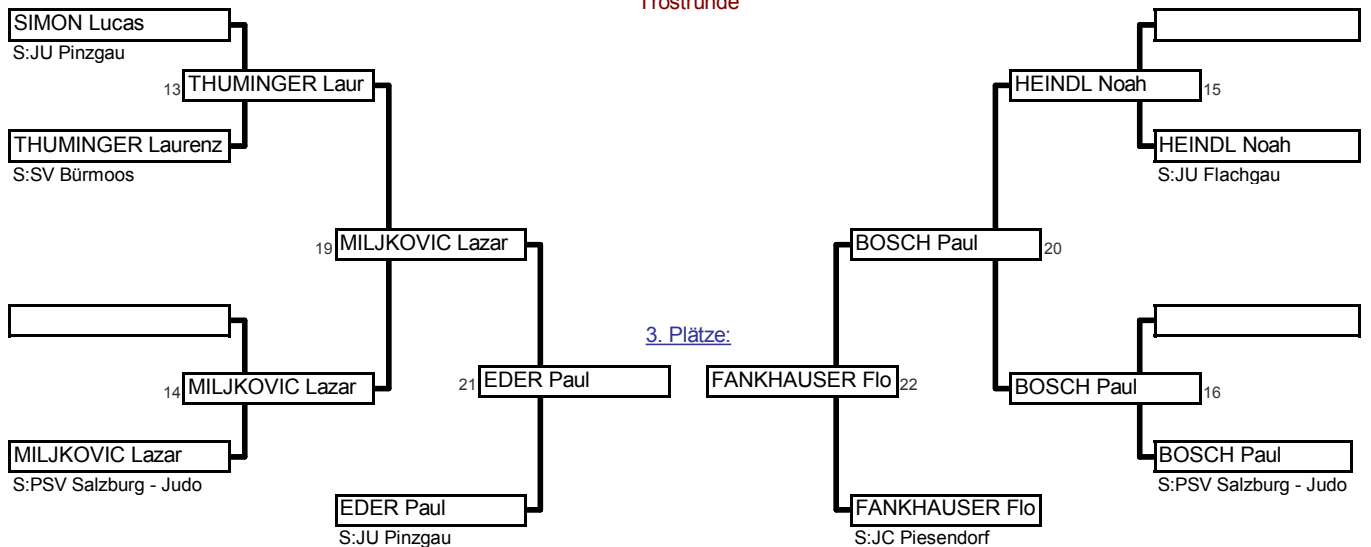 Trostrunde
SIMON Lucas
S:JU Pinzgau
13 THUMINGER Laur
HEINDL Noah 15
THUMINGER Laurenz
S:SV Bürmoos
HEINDL Noah
S:JU Flachgau
19 MILJKOVIC Lazar
BOSCH Paul 20
3. Plätze:
14 MILJKOVIC Lazar
21 EDER Paul
FANKHAUSER Flo 22
BOSCH Paul 16
MILJKOVIC Lazar
S:PSV Salzburg - Judo
BOSCH Paul
S:PSV Salzburg - Judo
EDER Paul
S:JU Pinzgau
FANKHAUSER Flo
S:JC Piesendorf